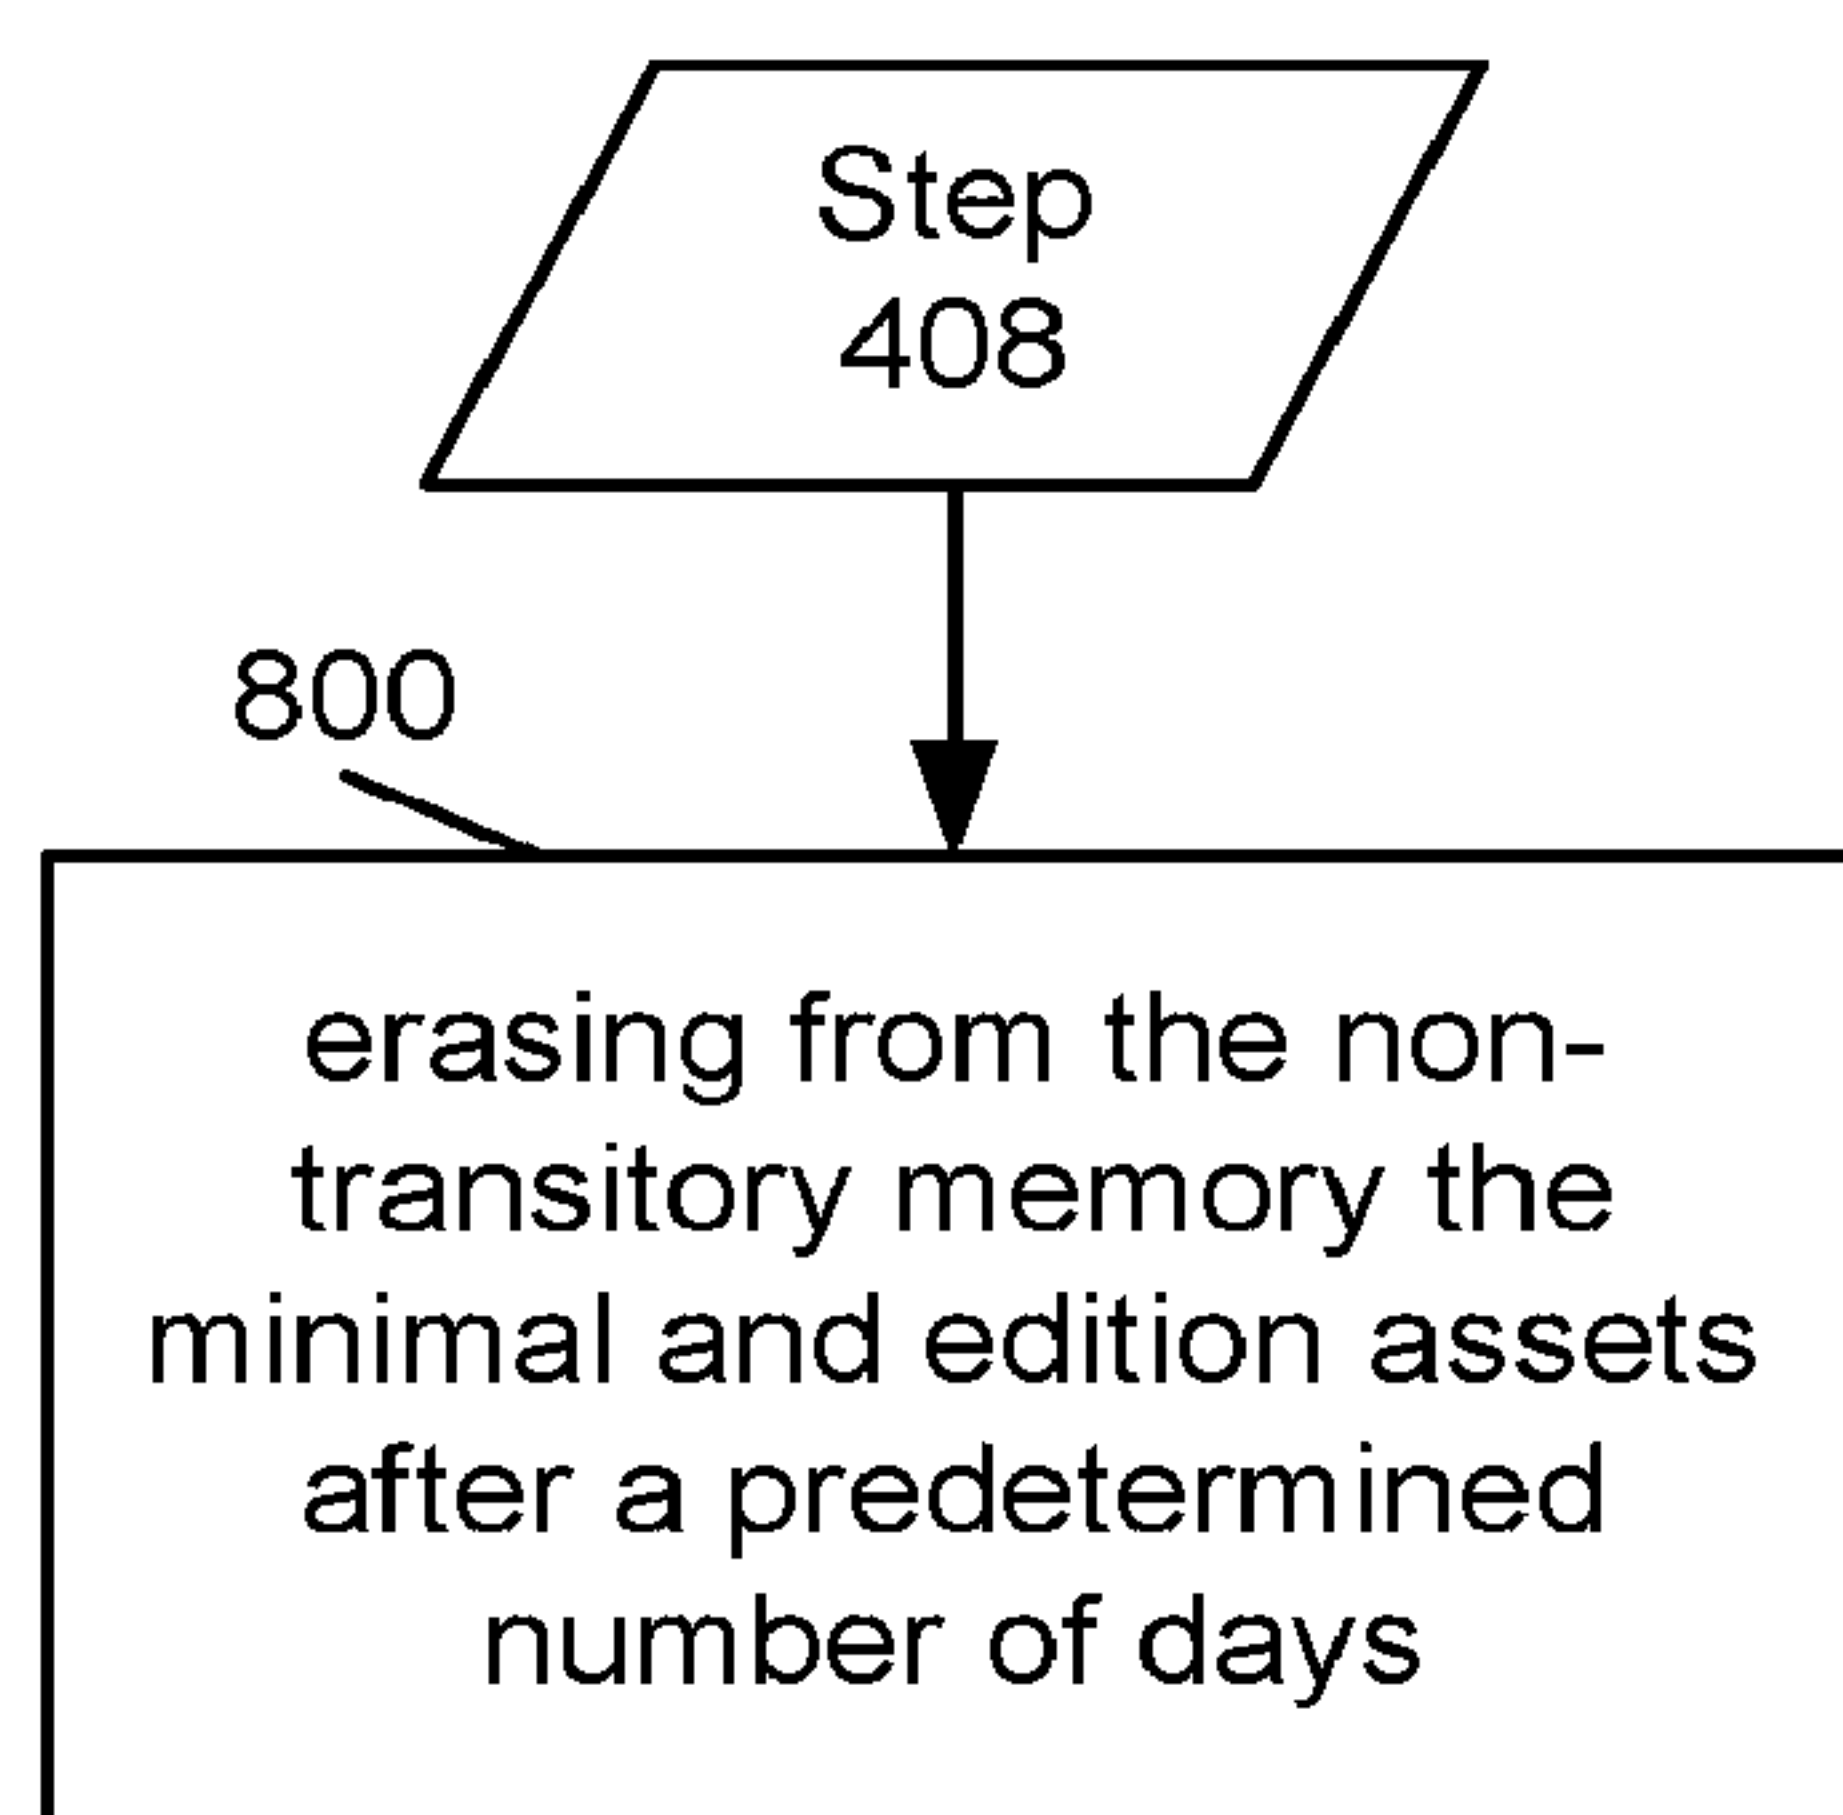 Step
408
800
erasing from the non-
transitory memory the
minimal and edition assets
after a predetermined
number of days